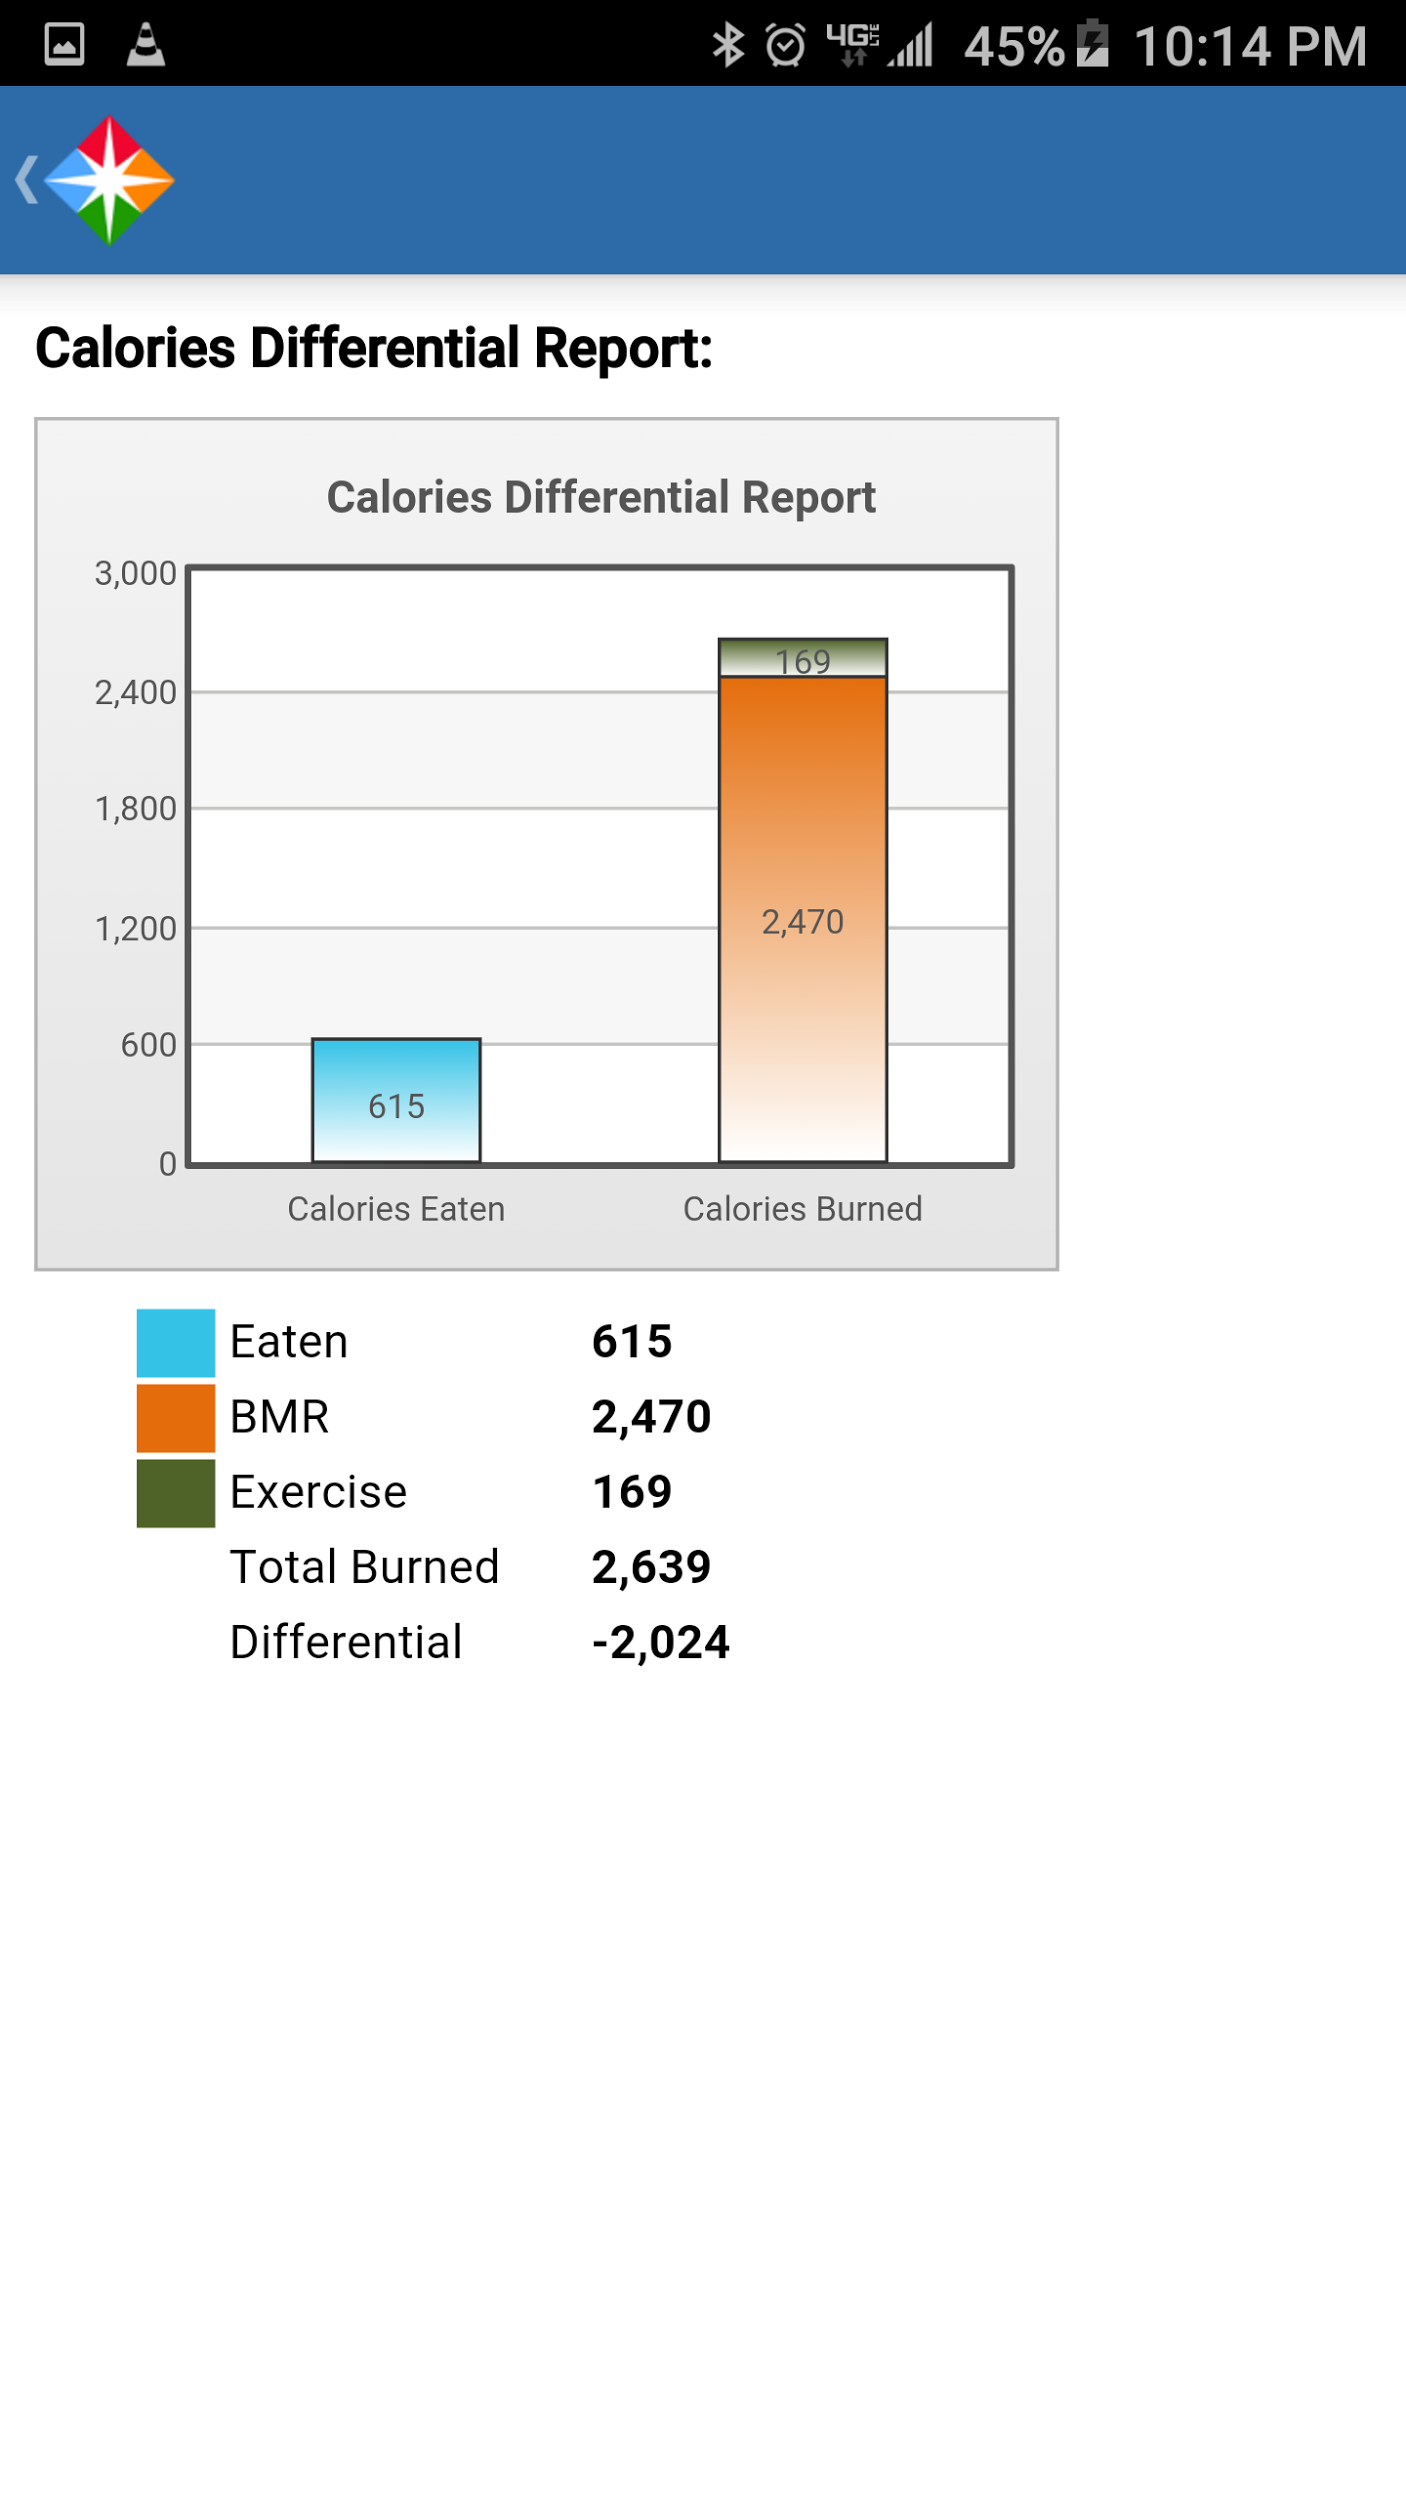 4G LTE 45% 10:14 PM
Calories Differential Report:
Calories Differential Report
3,000
2,400
1,800
1,200
600
0
169
2,470
615
Calories Eaten Calories Burned
Eaten 615
BMR 2,470
Exercise 169
Total Burned 2,639
Differential -2,024